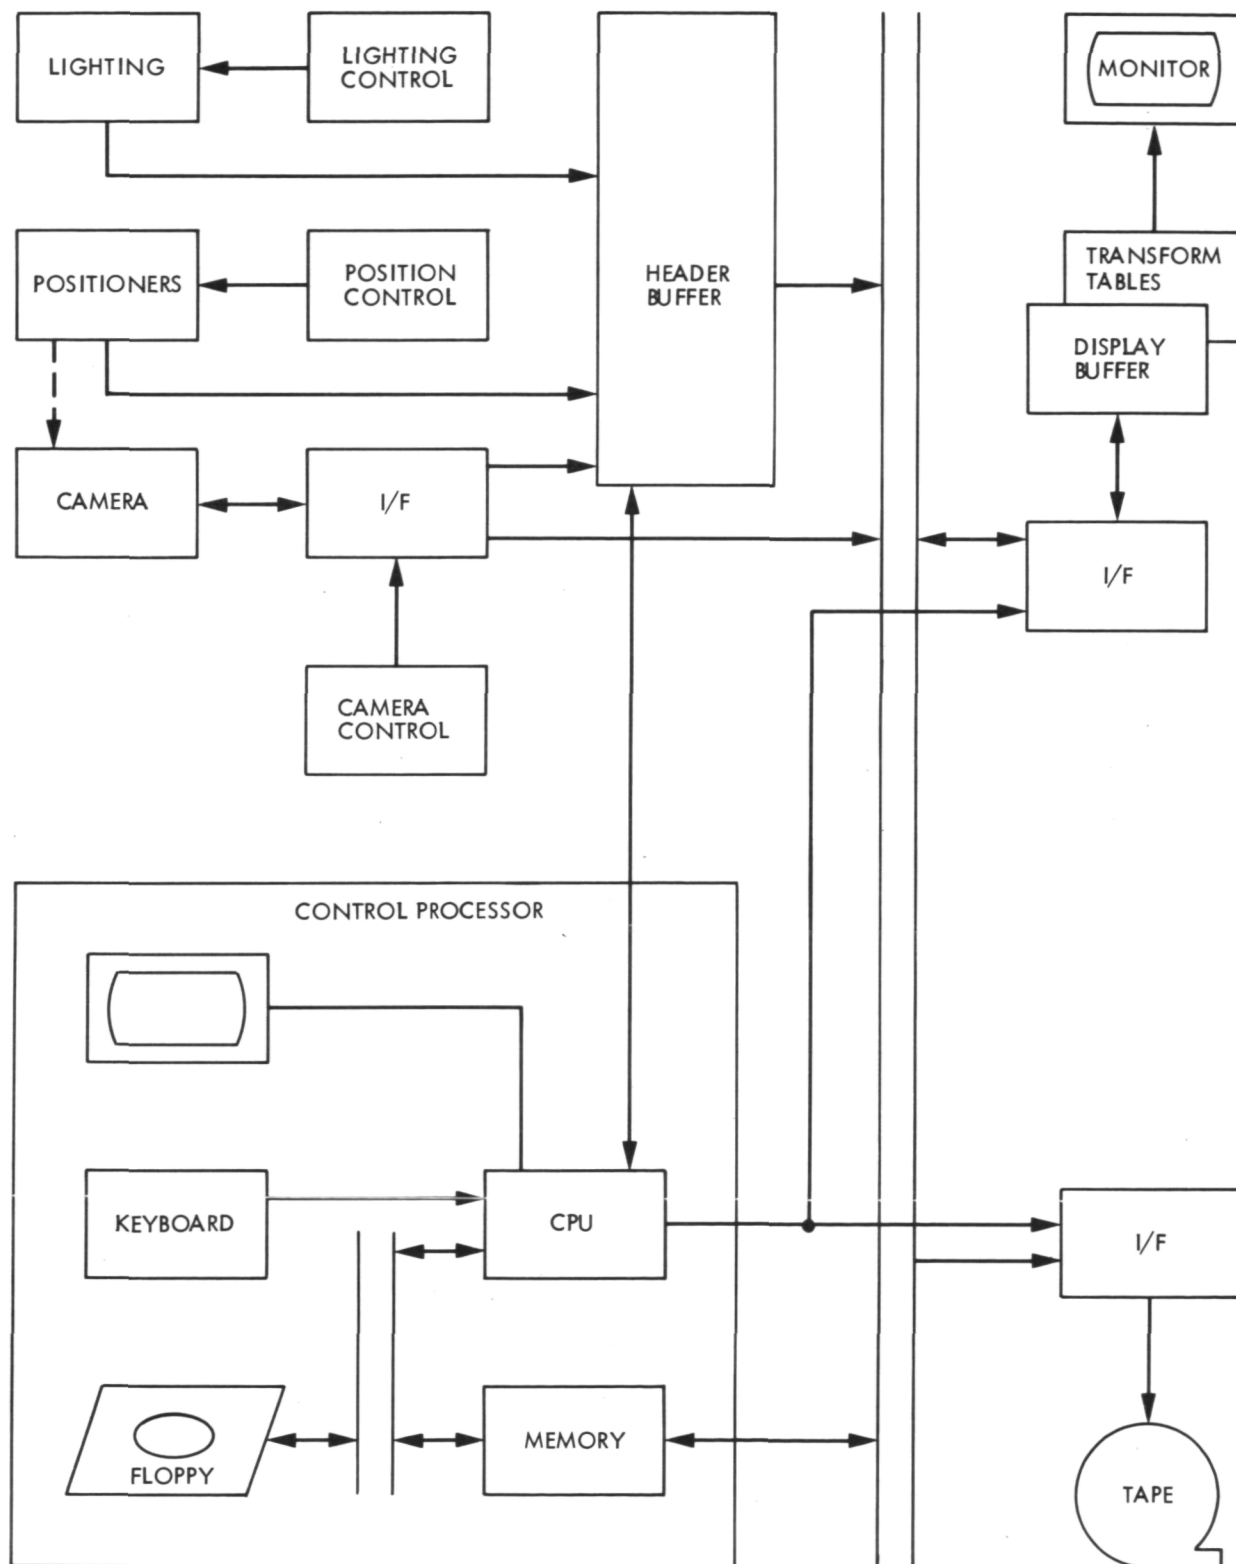 LIGHTING
LIGHTING
CONTROL
MONITOR
POSITIONERS
POSITION
CONTROL
HEADER
BUFFER
TRANSFORM
TABLES
DISPLAY
BUFFER
CAMERA
I/F
I/F
CAMERA
CONTROL
CONTROL PROCESSOR
KEYBOARD
CPU
I/F
FLOPPY
MEMORY
TAPE